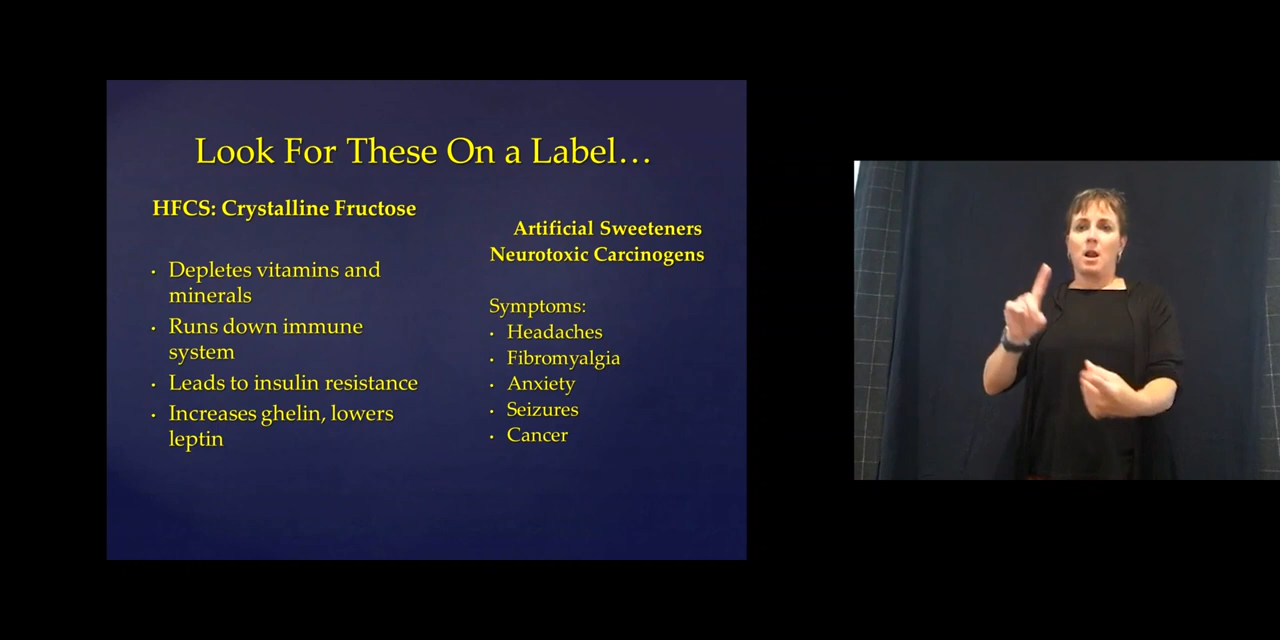 Look For These On a Label…
HFCS: Crystalline Fructose
· Depletes vitamins and
minerals
· Runs down immune
system
· Leads to insulin resistance
· Increases ghelin, lowers
leptin
Artificial Sweeteners
Neurotoxic Carcinogens
Symptoms:
· Headaches
· Fibromyalgia
· Anxiety
· Seizures
· Cancer